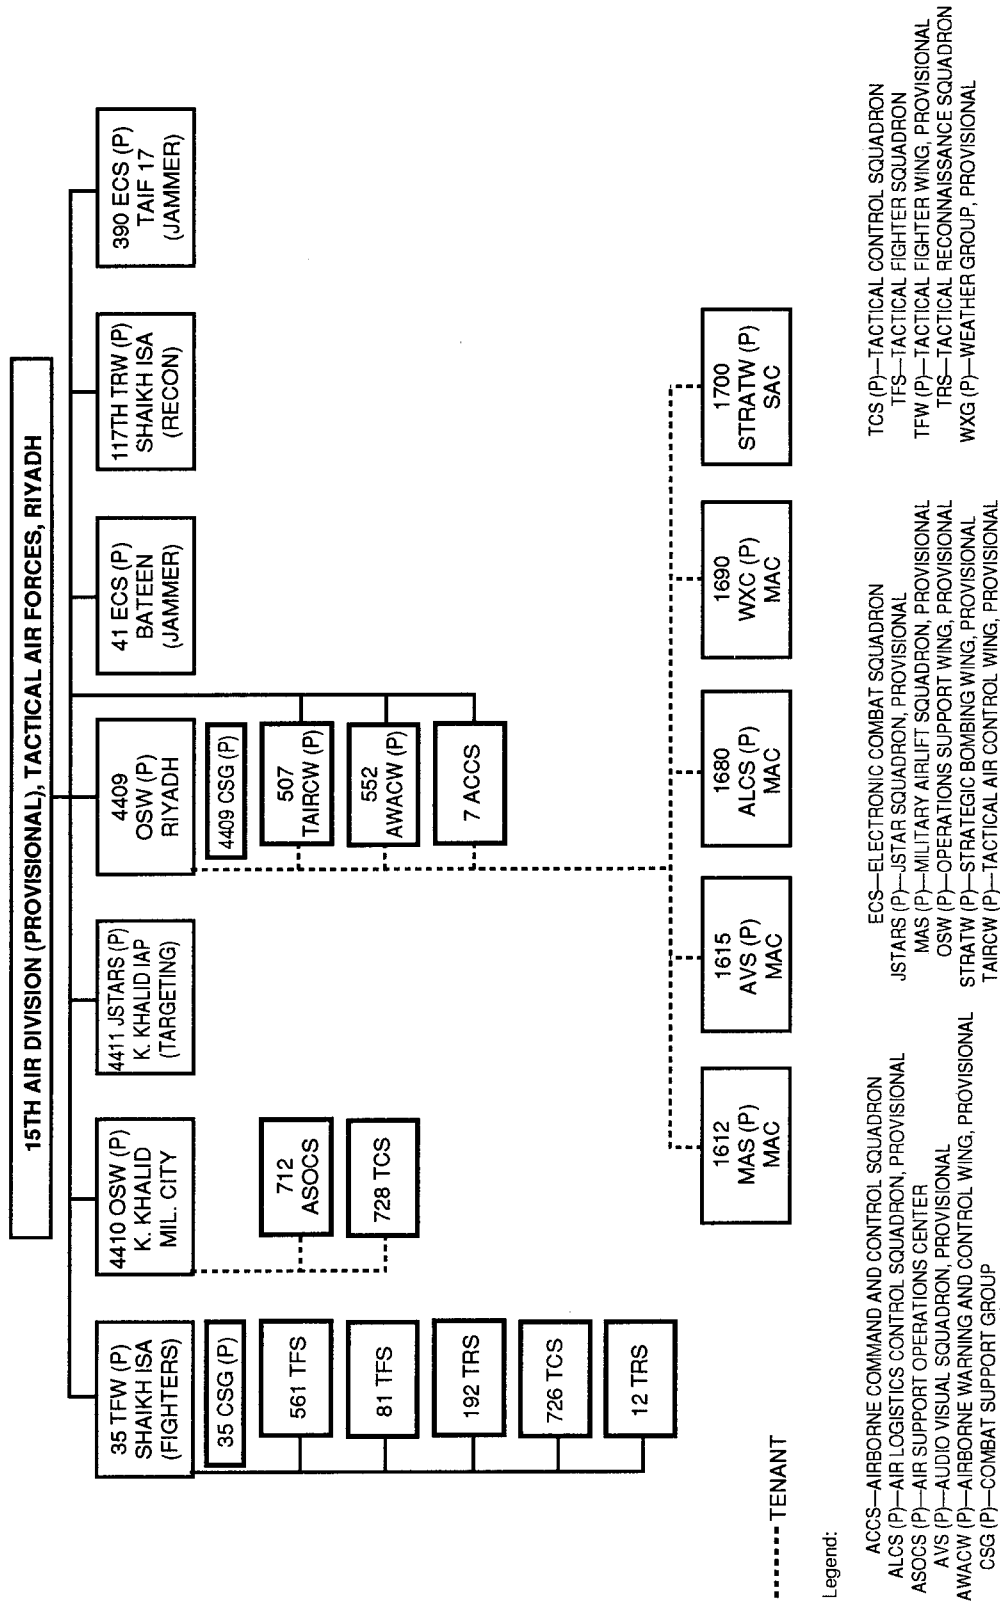 15TH AIR DIVISION (PROVISIONAL), TACTICAL AIR FORCES, RIYADH
35 TFW (P)
SHAIKH ISA
(FIGHTERS)
35 CSG (P)
561 TFS
81 TFS
192 TRS
726 TCS
12 TRS
4410 OSW (P)
K. KHALID
MIL. CITY
712
ASOCS
728 TCS
4411 JSTARS (P)
K. KHALID IAP
(TARGETING)
4409
OSW (P)
RIYADH
4409 CSG (P)
507
TAIRCW (P)
552
AWACW (P)
7 ACCS
41 ECS (P)
BATEEN
(JAMMER)
117TH TRW (P)
SHAIKH ISA
(RECON)
390 ECS (P)
TAIF 17
(JAMMER)
1612
MAS (P)
MAC
1615
AVS (P)
MAC
1680
ALCS (P)
MAC
1690
WXC (P)
MAC
1700
STRATW (P)
SAC
TENANT
Legend:
ACCS—AIRBORNE COMMAND AND CONTROL SQUADRON
ALCS (P)—AIR LOGISTICS CONTROL SQUADRON, PROVISIONAL
ASOCS (P)—AIR SUPPORT OPERATIONS CENTER
AVS (P)—AUDIO VISUAL SQUADRON, PROVISIONAL
AWACW (P)—AIRBORNE WARNING AND CONTROL WING, PROVISIONAL
CSG (P)—COMBAT SUPPORT GROUP
ECS—ELECTRONIC COMBAT SQUADRON
JSTARS (P)—JSTAR SQUADRON, PROVISIONAL
MAS (P)—MILITARY AIRLIFT SQUADRON, PROVISIONAL
OSW (P)—OPERATIONS SUPPORT WING, PROVISIONAL
STRATW (P)—STRATEGIC BOMBING WING, PROVISIONAL
TAIRCW (P)—TACTICAL AIR CONTROL WING, PROVISIONAL
TCS (P)—TACTICAL CONTROL SQUADRON
TFS—TACTICAL FIGHTER SQUADRON
TFW (P)—TACTICAL FIGHTER WING, PROVISIONAL
TRS—TACTICAL RECONNAISSANCE SQUADRON
WXG (P)—WEATHER GROUP, PROVISIONAL